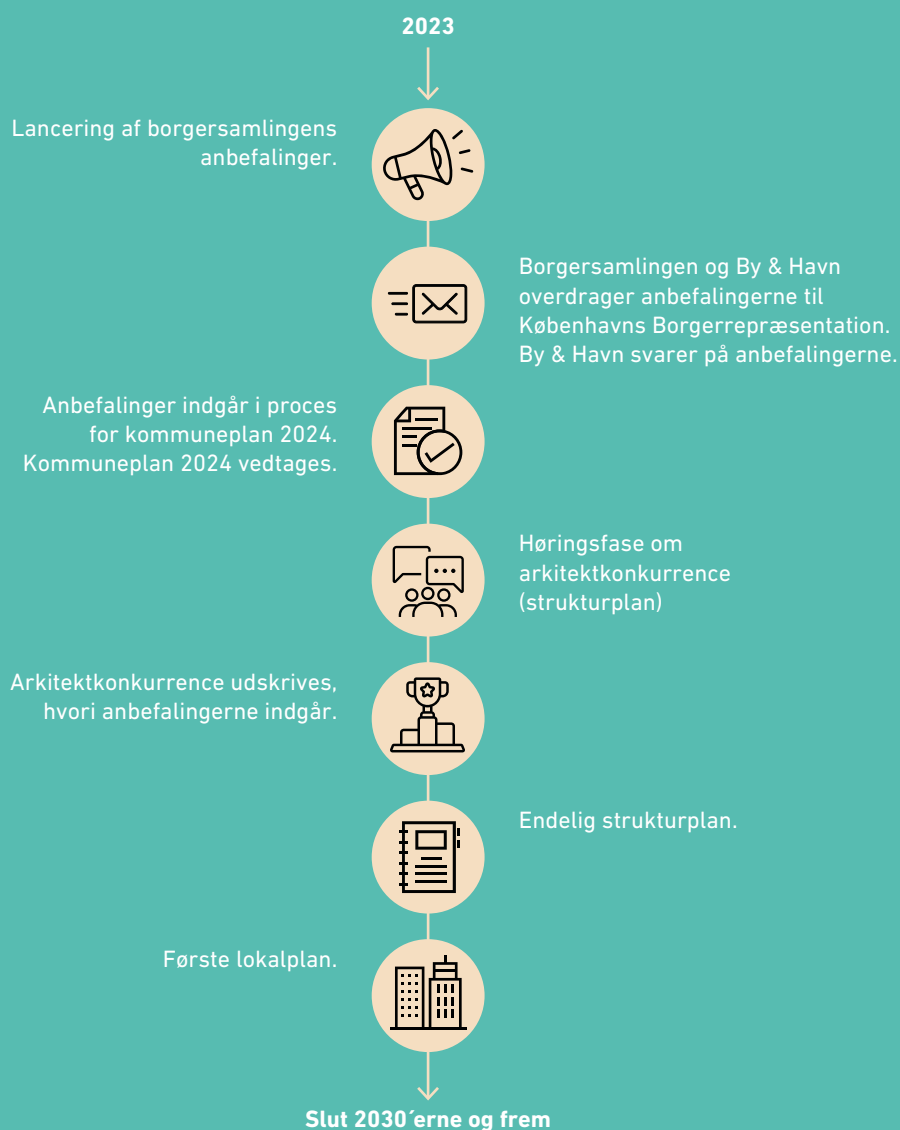 2023
Lancering af borgersamlingens
anbefalinger.
Borgersamlingen og By & Havn
overdrager anbefalingerne til
Københavns Borgerrepræsentation.
By & Havn svarer på anbefalingerne.
Anbefalinger indgår i proces
for kommuneplan 2024.
Kommuneplan 2024 vedtages.
Høringsfase om
arkitektkonkurrence
(strukturplan)
Arkitektkonkurrence udskrives,
hvori anbefalingerne indgår.
Endelig strukturplan.
Første lokalplan.
Slut 2030´erne og frem